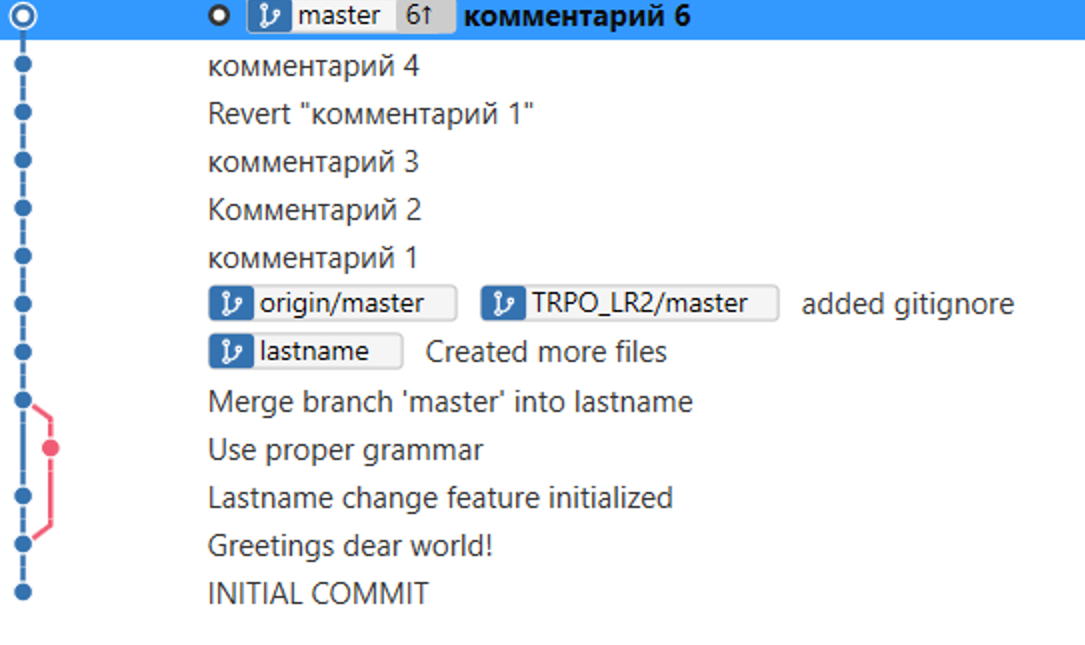 master 6↑ комментарий 6
комментарий 4
Revert "комментарий 1"
комментарий 3
Комментарий 2
комментарий 1
origin/master TRPO_LR2/master added gitignore
lastname Created more files
Merge branch 'master' into lastname
Use proper grammar
Lastname change feature initialized
Greetings dear world!
INITIAL COMMIT